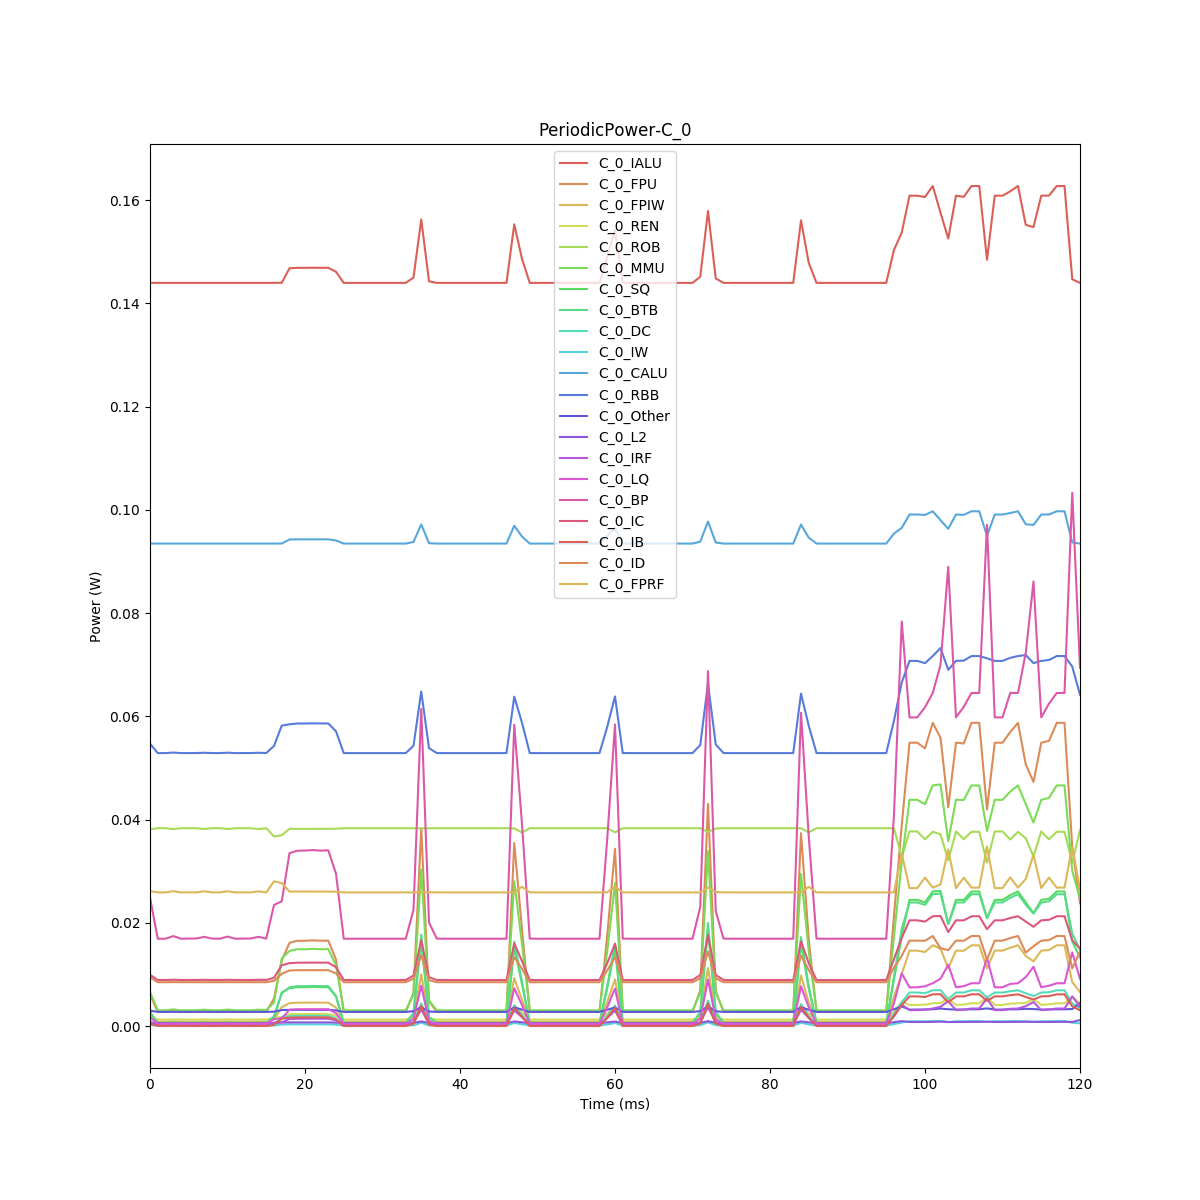 PeriodicPower-C_0
C_0_IALU
C_0_FPU
C_0_FPIW
C_0_REN
C_0_ROB
C_0_MMU
C_0_SQ
C_0_BTB
C_0_DC
C_0_IW
C_0_CALU
C_0_RBB
C_0_Other
C_0_L2
C_0_IRF
C_0_LQ
C_0_BP
C_0_IC
C_0_IB
C_0_ID
C_0_FPRF
Power (W)
0.16
0.14
0.12
0.10
0.08
0.06
0.04
0.02
0.00
0 20 40 60 80 100 120
Time (ms)